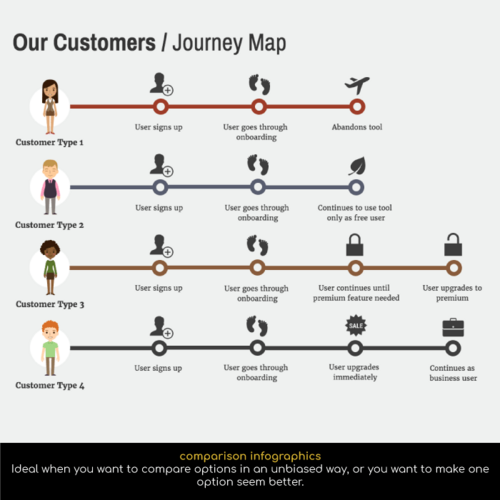 Our Customers / Journey Map
Customer Type 1
User signs up
User goes through
onboarding
Abandons tool
Customer Type 2
User signs up
User goes through
onboarding
Continues to use tool
only as free user
Customer Type 3
User signs up
User goes through
onboarding
User continues until
premium feature needed
User upgrades to
premium
Customer Type 4
User signs up
User goes through
onboarding
SALE
User upgrades
immediately
Continues as
business user
comparison infographics
Ideal when you want to compare options in an unbiased way, or you want to make one
option seem better.